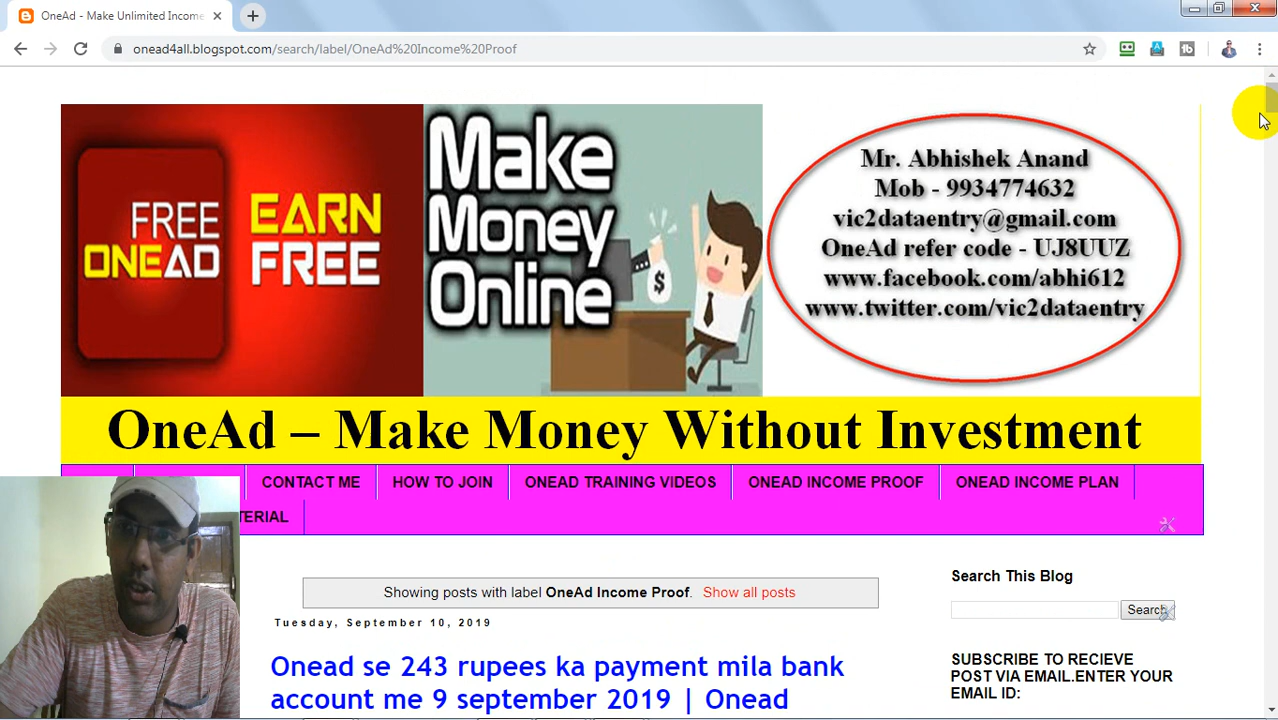 OneAd - Make Unlimited Income
onead4all.blogspot.com/search/label/OneAd%20Income%20Proof
FREE
ONEAD
EARN
FREE
Make
Money
Online
$
Mr. Abhishek Anand
Mob - 9934774632
vic2dataentry@gmail.com
OneAd refer code - UJ8UUZ
www.facebook.com/abhi612
www.twitter.com/vic2dataentry
OneAd – Make Money Without Investment
CONTACT ME HOW TO JOIN ONEAD TRAINING VIDEOS ONEAD INCOME PROOF ONEAD INCOME PLAN
TERIAL
Showing posts with label OneAd Income Proof. Show all posts
Tuesday, September 10, 2019
Onead se 243 rupees ka payment mila bank
account me 9 september 2019 | Onead
Search This Blog
Search
SUBSCRIBE TO RECIEVE
POST VIA EMAIL.ENTER YOUR
EMAIL ID: